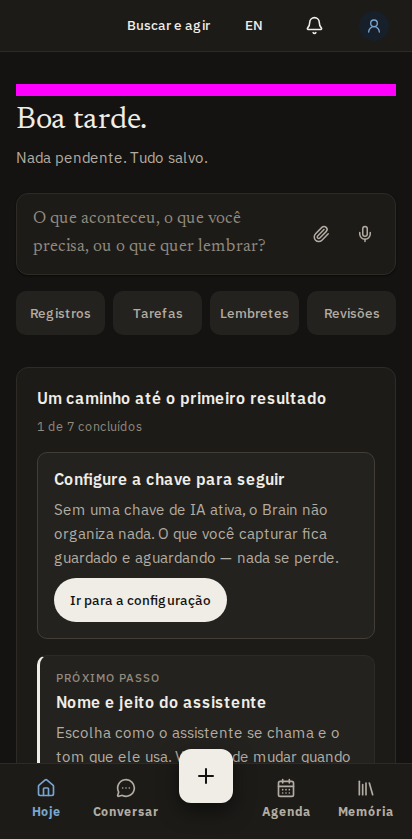 Buscar e agir
EN
Boa tarde.
Nada pendente. Tudo salvo.
O que aconteceu, o que você
precisa, ou o que quer lembrar?
Registros
Tarefas
Lembretes
Revisões
Um caminho até o primeiro resultado
1 de 7 concluídos
Configure a chave para seguir
Sem uma chave de IA ativa, o Brain não
organiza nada. O que você capturar fica
guardado e aguardando — nada se perde.
Ir para a configuração
PRÓXIMO PASSO
Nome e jeito do assistente
Escolha como o assistente se chama e o
tom que ele usa. de mudar quando
Hoje
Conversar
Agenda
Memória